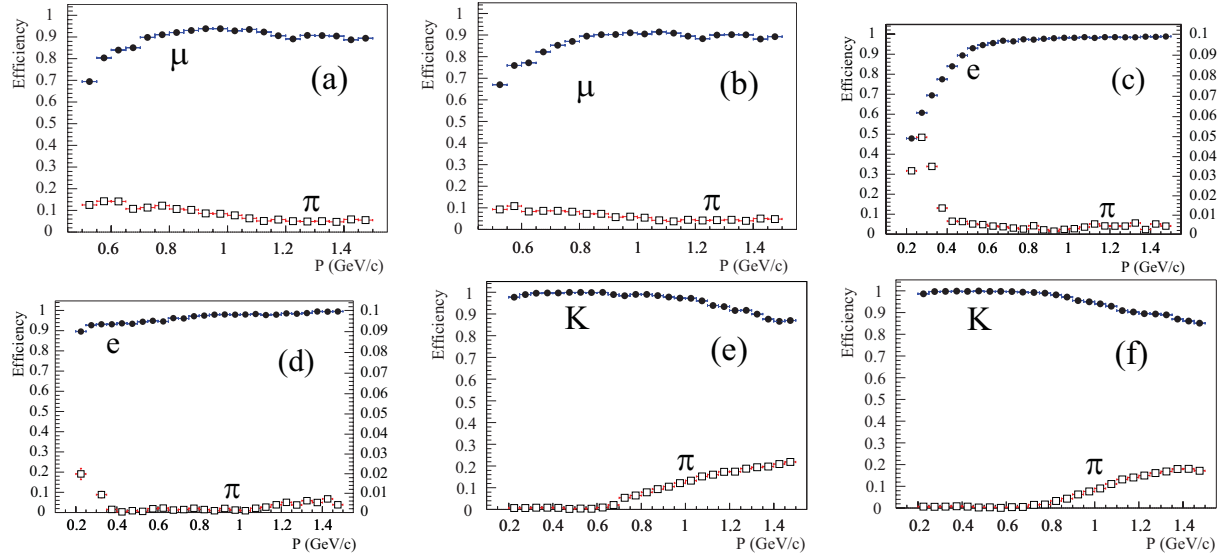 Efficiency
1
0.9
0.8
0.7
0.6
0.5
0.4
0.3
0.2
0.1
0
μ
(a)
π
0.6 0.8 1 1.2 1.4
P (GeV/c)
Efficiency
1
0.9
0.8
0.7
0.6
0.5
0.4
0.3
0.2
0.1
0
μ
(b)
π
0.6 0.8 1 1.2 1.4
P (GeV/c)
Efficiency
1
0.9
0.8
0.7
0.6
0.5
0.4
0.3
0.2
0.1
0
e
(c)
π
0.1
0.09
0.08
0.07
0.06
0.05
0.04
0.03
0.02
0.01
0
0.2 0.4 0.6 0.8 1 1.2 1.4
P (GeV/c)
Efficiency
1
0.9
0.8
0.7
0.6
0.5
0.4
0.3
0.2
0.1
0
e
(d)
π
0.1
0.09
0.08
0.07
0.06
0.05
0.04
0.03
0.02
0.01
0
0.2 0.4 0.6 0.8 1 1.2 1.4
P (GeV/c)
Efficiency
1
0.9
0.8
0.7
0.6
0.5
0.4
0.3
0.2
0.1
0
K
(e)
π
0.2 0.4 0.6 0.8 1 1.2 1.4
P (GeV/c)
Efficiency
1
0.9
0.8
0.7
0.6
0.5
0.4
0.3
0.2
0.1
0
K
(f)
π
0.2 0.4 0.6 0.8 1 1.2 1.4
P (GeV/c)